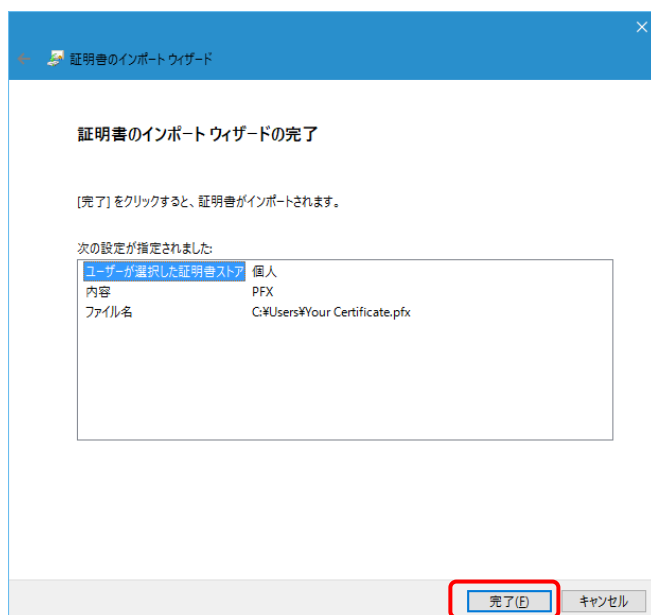 証明書のインポート ウィザード
証明書のインポート ウィザードの完了
[完了] をクリックすると、証明書がインポートされます。
次の設定が指定されました:
ユーザーが選択した証明書ストア 個人
内容 PFX
ファイル名 C:¥Users¥Your Certificate.pfx
完了(F) キャンセル